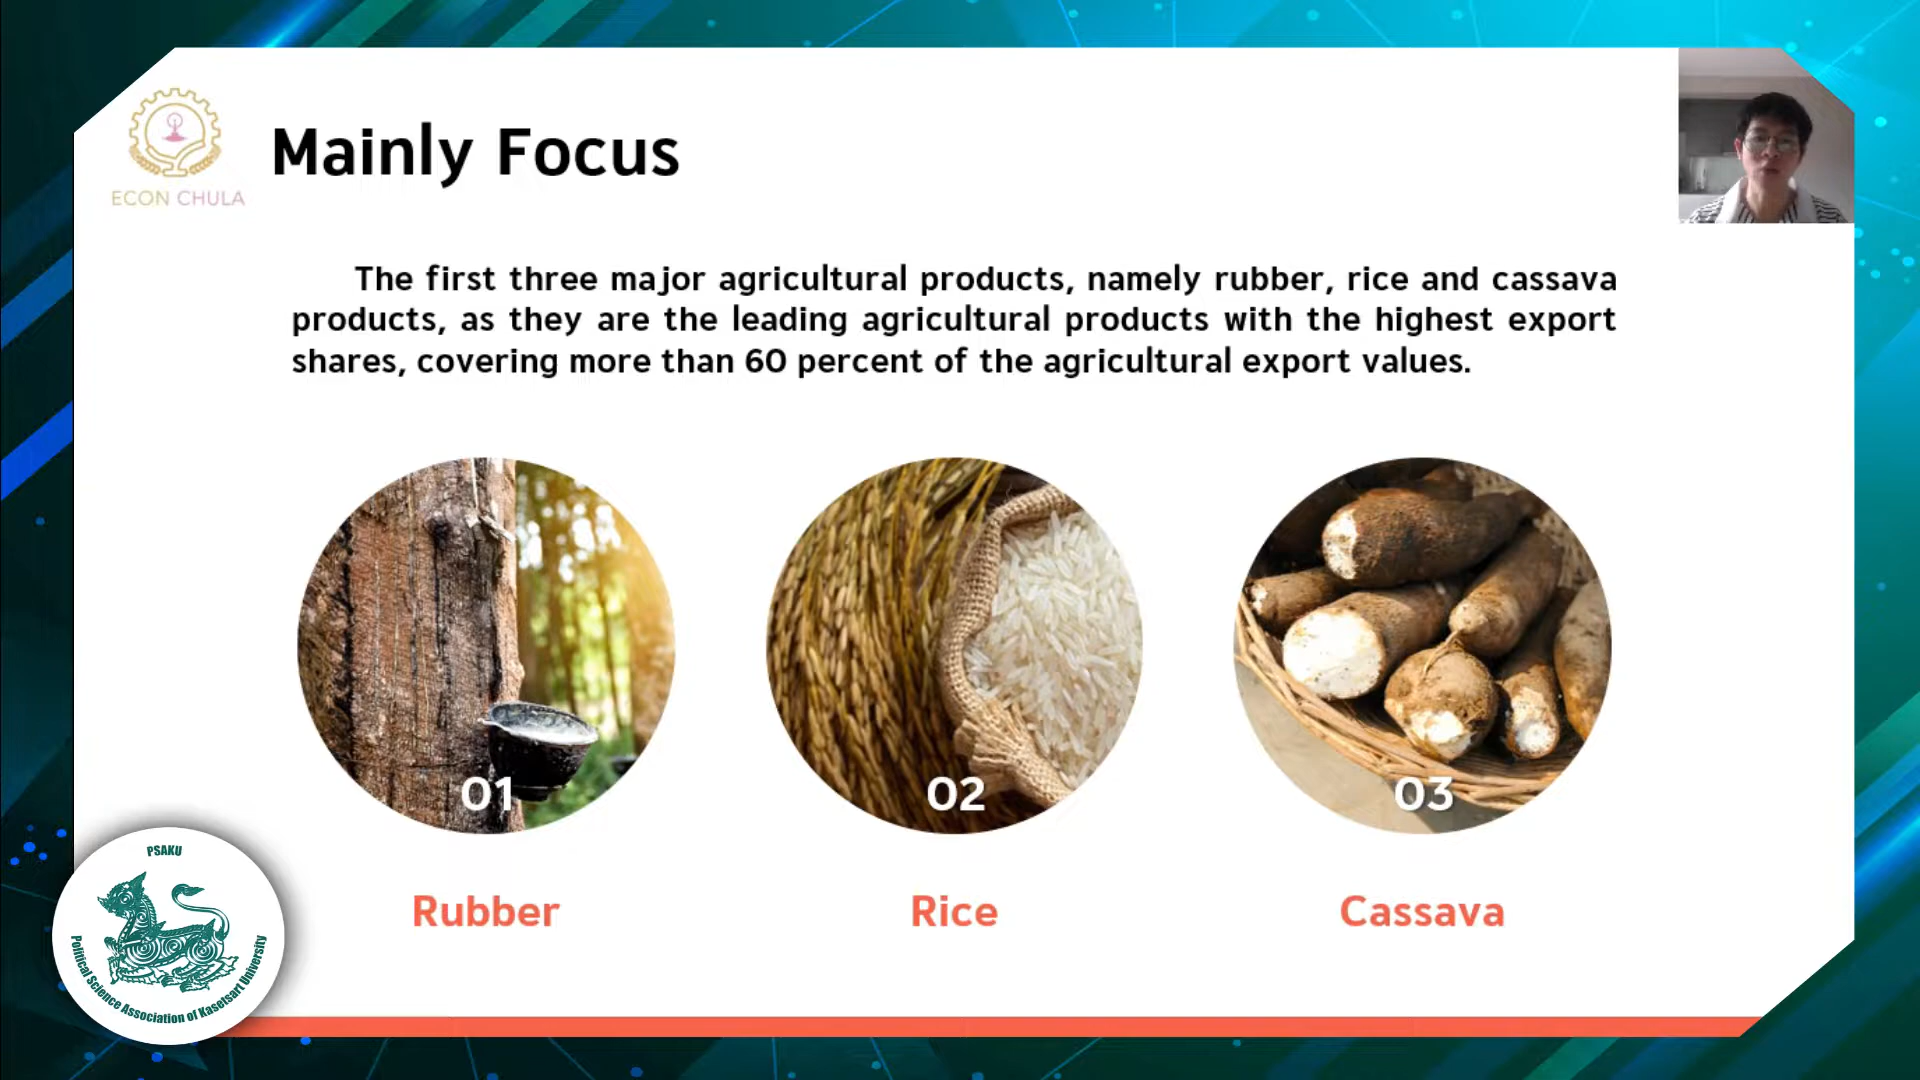 ECON CHULA
Mainly Focus
The first three major agricultural products, namely rubber, rice and cassava
products, as they are the leading agricultural products with the highest export
shares, covering more than 60 percent of the agricultural export values.
01
02
03
Rubber
Rice
Cassava
PSAKU
Political Science Association of Kasetsart University